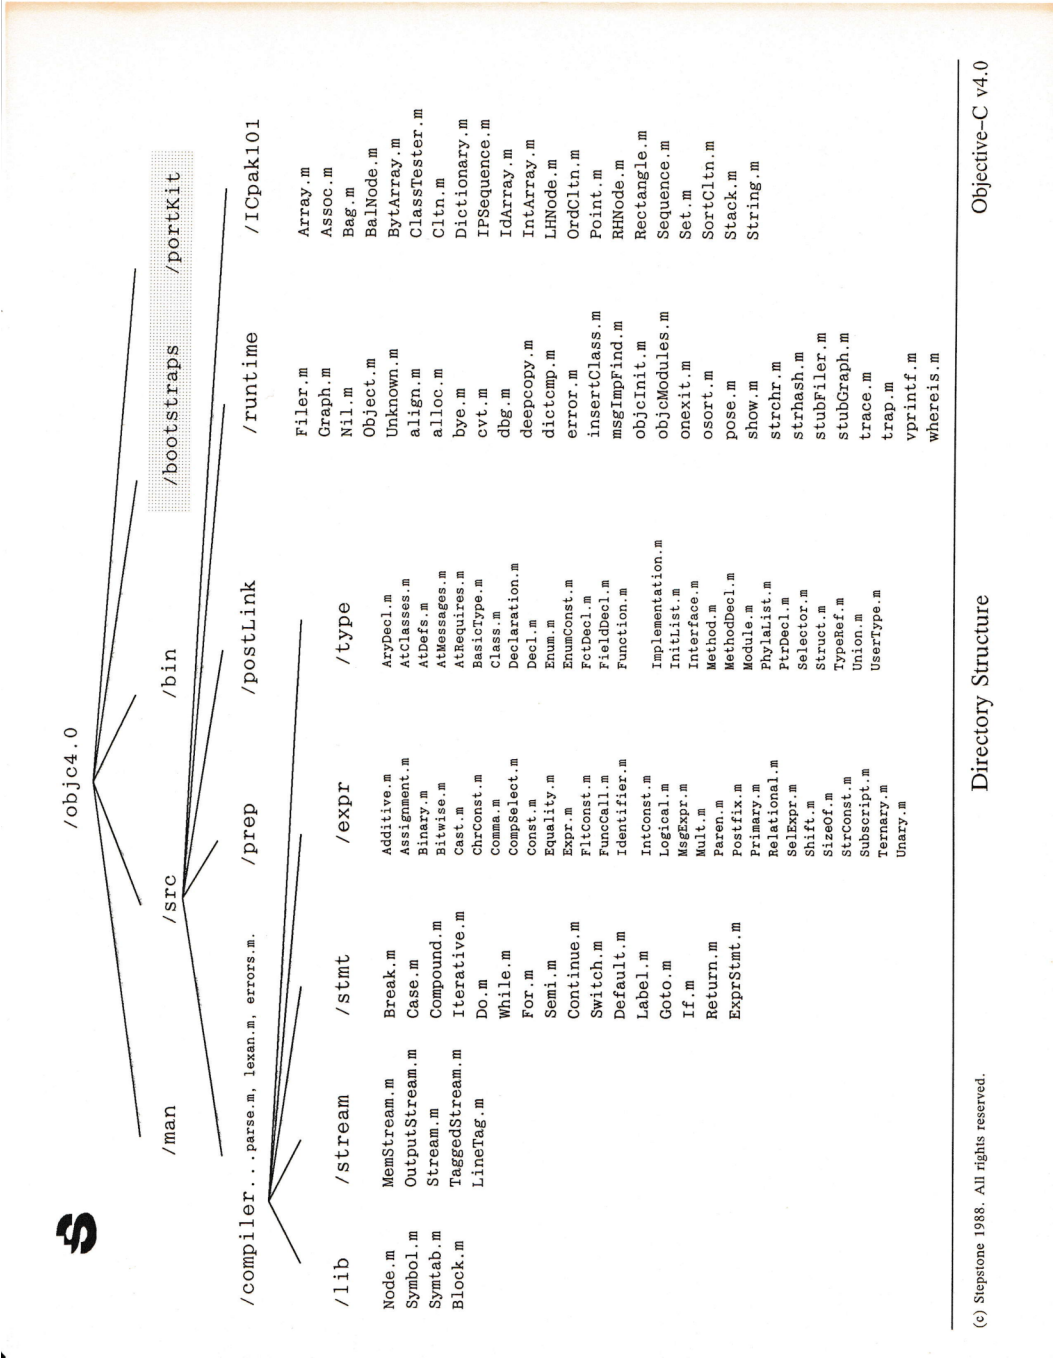 /objc4.0
/man
/src
/bin
/bootstraps
/portKit
/compiler...parse.m, lexan.m, errors.m.
/prep
/postLink
/runtime
/ICpak101
/lib
/stream
/stmt
/expr
/type
Node.m
Symbol.m
Symtab.m
Block.m
MemStream.m
OutputStream.m
Stream.m
TaggedStream.m
LineTag.m
Break.m
Case.m
Compound.m
Iterative.m
Do.m
While.m
For.m
Semi.m
Continue.m
Switch.m
Default.m
Label.m
Goto.m
If.m
Return.m
ExprStmt.m
Additive.m
Assignment.m
Binary.m
Bitwise.m
Cast.m
ChrConst.m
Comma.m
CompSelect.m
Const.m
Equality.m
Expr.m
FltConst.m
FuncCall.m
Identifier.m
IntConst.m
Logical.m
MsgExpr.m
Mult.m
Paren.m
Postfix.m
Primary.m
Relational.m
SelExpr.m
Shift.m
SizeOf.m
StrConst.m
Subscript.m
Ternary.m
Unary.m
AryDecl.m
AtClasses.m
AtDefs.m
AtMessages.m
AtRequires.m
BasicType.m
Class.m
Declaration.m
Decl.m
Enum.m
EnumConst.m
FctDecl.m
FieldDecl.m
Function.m
Implementation.m
InitList.m
Interface.m
Method.m
MethodDecl.m
Module.m
PhylaList.m
PtrDecl.m
Selector.m
Struct.m
TypeRef.m
Union.m
UserType.m
Filer.m
Graph.m
Nil.m
Object.m
Unknown.m
align.m
alloc.m
bye.m
cvt.m
dbg.m
deepcopy.m
dictcmp.m
error.m
insertClass.m
msgImpFind.m
objcInit.m
objcModules.m
onexit.m
osort.m
pose.m
show.m
strchr.m
strhash.m
stubFiler.m
stubGraph.m
trace.m
trap.m
vprintf.m
whereis.m
Array.m
Assoc.m
Bag.m
BalNode.m
BytArray.m
ClassTester.m
Cltn.m
Dictionary.m
IPSequence.m
IdArray.m
IntArray.m
LHNode.m
OrdCltn.m
Point.m
RHNode.m
Rectangle.m
Sequence.m
Set.m
SortCltn.m
Stack.m
String.m
(c) Stepstone 1988. All rights reserved.
Directory Structure
Objective-C v4.0